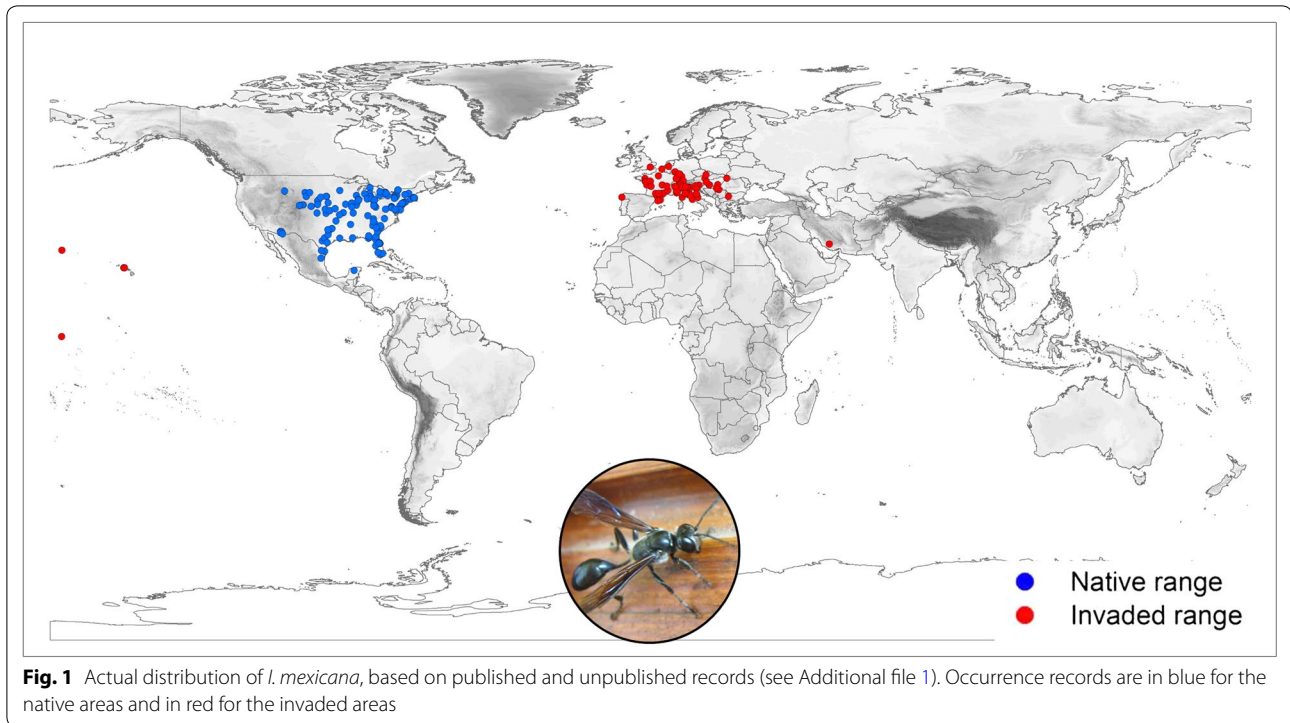 Native range
Invaded range
Fig. 1 Actual distribution of I. mexicana, based on published and unpublished records (see Additional file 1). Occurrence records are in blue for the
native areas and in red for the invaded areas